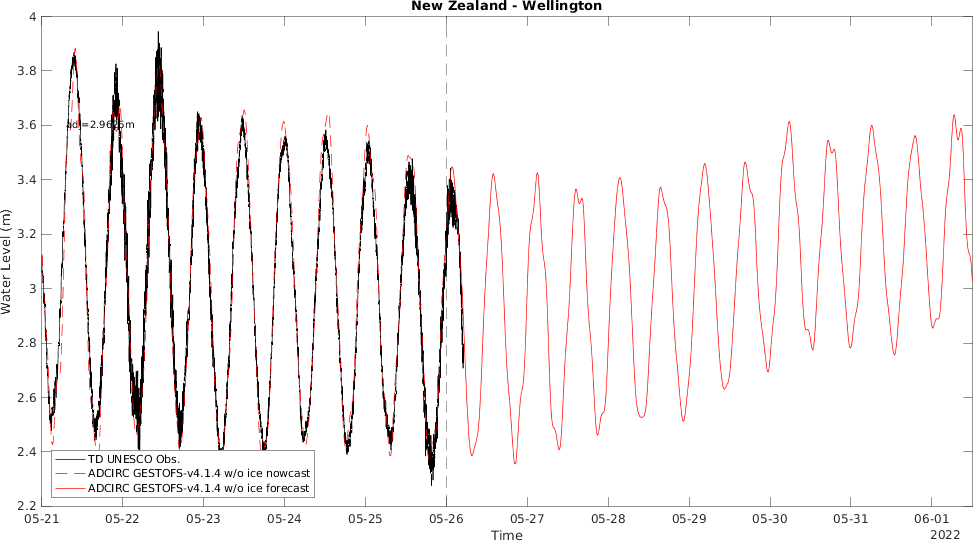 New Zealand - Wellington
4
3.8
3.6
3.4
3.2
3
2.8
2.6
2.4
2.2
Water Level (m)
TD UNESCO Obs.
ADCIRC GESTOFS-v4.1.4 w/o ice nowcast
ADCIRC GESTOFS-v4.1.4 w/o ice forecast
05-21 05-22 05-23 05-24 05-25 05-26 05-27 05-28 05-29 05-30 05-31 06-01
Time
2022